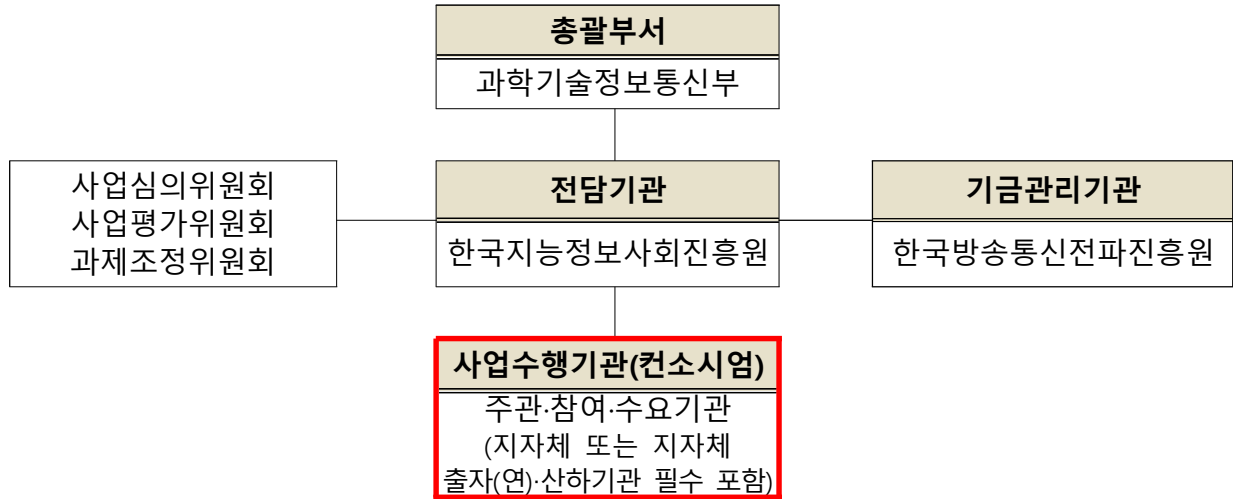 총괄부서
과학기술정보통신부
사업심의위원회
사업평가위원회
과제조정위원회
전담기관
한국지능정보사회진흥원
기금관리기관
한국방송통신전파진흥원
사업수행기관(컨소시엄)
주관·참여·수요기관
(지자체 또는 지자체
출자(연)·산하기관 필수 포함)